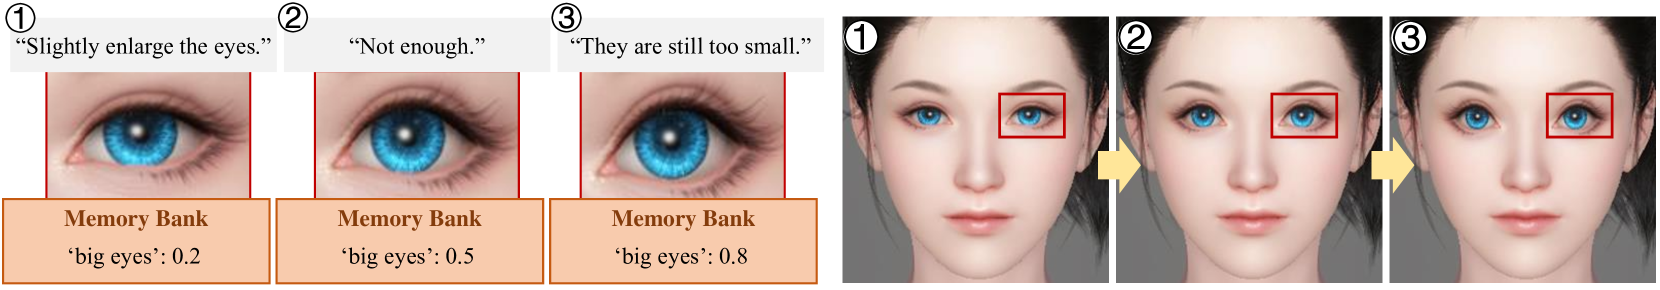 ①
“Slightly enlarge the eyes.”
Memory Bank
‘big eyes’: 0.2
②
“Not enough.”
Memory Bank
‘big eyes’: 0.5
③
“They are still too small.”
Memory Bank
‘big eyes’: 0.8
①
②
③